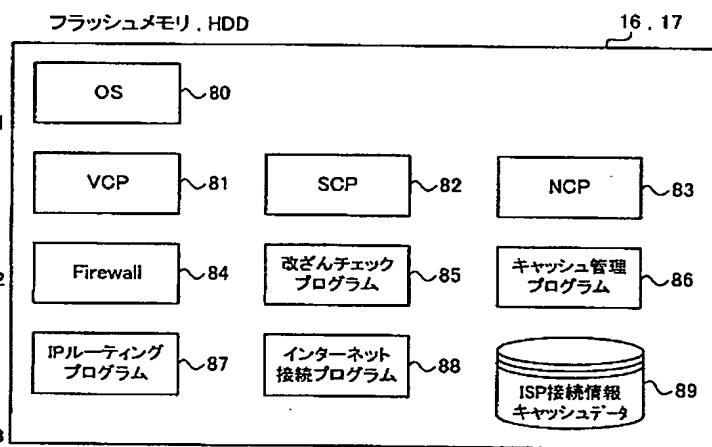 フラッシュメモリ, HDD
16, 17
OS
80
VCP
81
SCP
82
NCP
83
Firewall
84
改ざんチェック
プログラム
85
キャッシュ管理
プログラム
86
IPルーティング
プログラム
87
インターネット
接続プログラム
88
ISP接続情報
キャッシュデータ
89